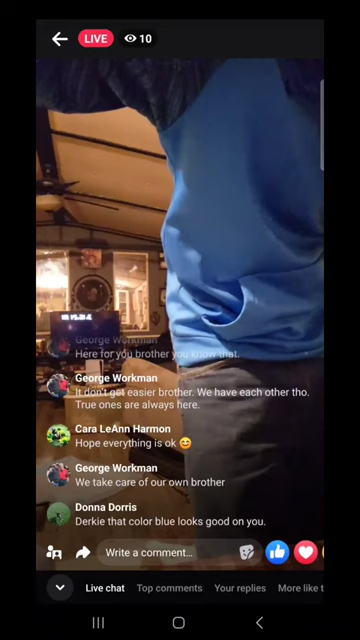 LIVE
10
George Workman
Here for you brother you know that.
George Workman
It don't get easier brother. We have each other tho.
True ones are always here.
Cara LeAnn Harmon
Hope everything is ok 😊
George Workman
We take care of our own brother
Donna Dorris
Derkie that color blue looks good on you.
Write a comment...
Live chat Top comments Your replies More like t